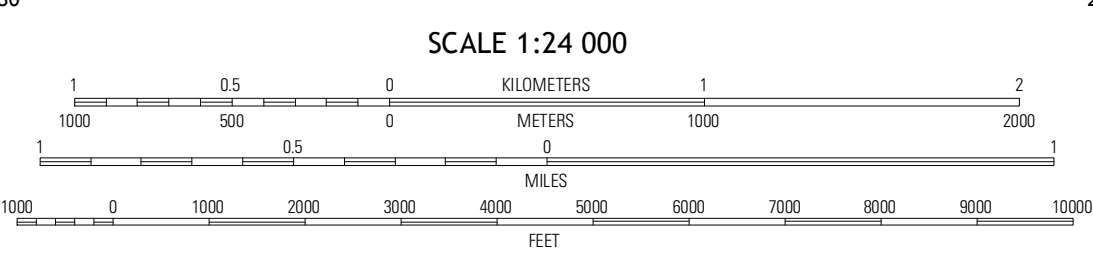 SCALE 1:24 000
1 0.5 0 KILOMETERS 1 2
1000 500 0 METERS 1000 2000
1 0.5 0 1
MILES
1000 0 1000 2000 3000 4000 5000 6000 7000 8000 9000 10000
FEET